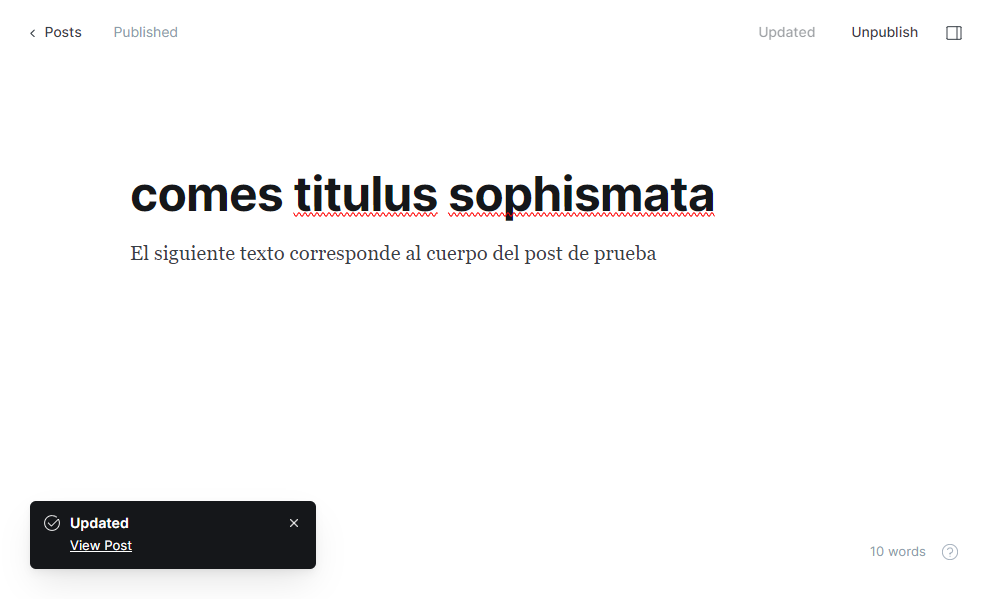 Posts
Published
Updated
Unpublish
comes titulus sophismata
El siguiente texto corresponde al cuerpo del post de prueba
Updated
View Post
10 words
?